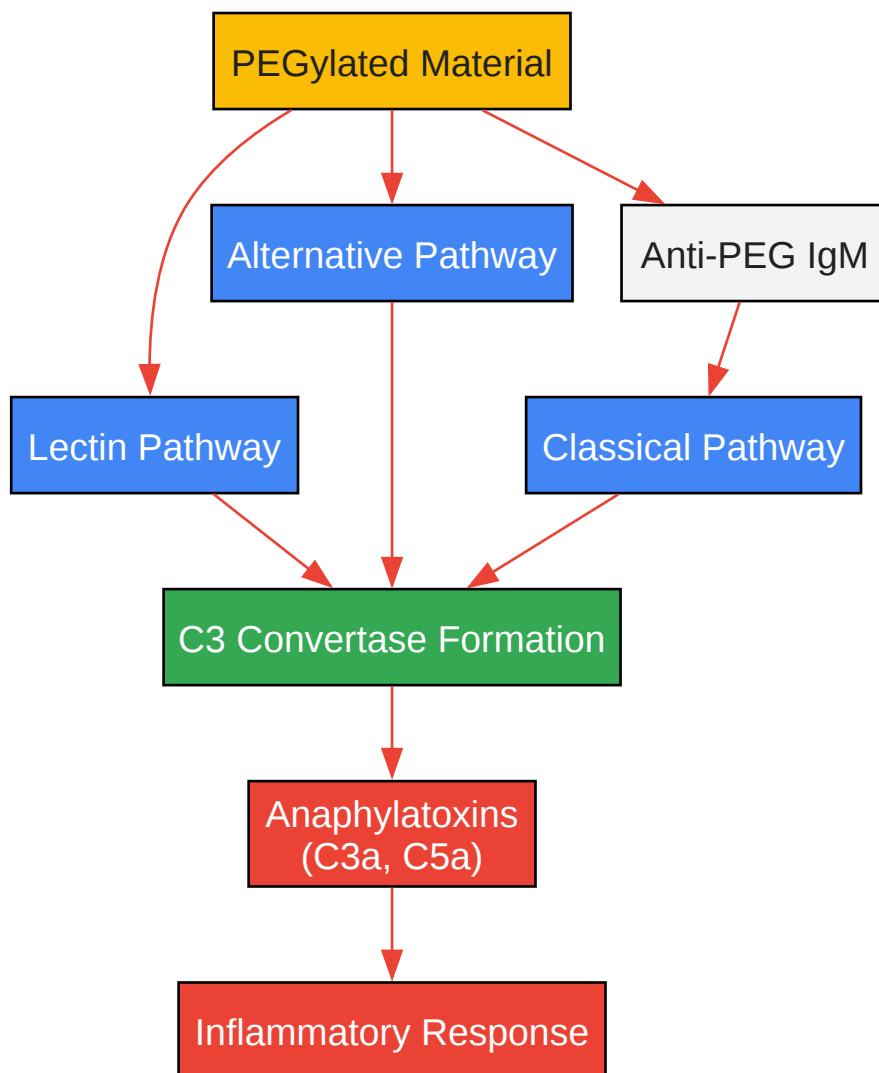 PEGylated Material
Alternative Pathway
Anti-PEG IgM
Lectin Pathway
Classical Pathway
C3 Convertase Formation
Anaphylatoxins
(C3a, C5a)
Inflammatory Response